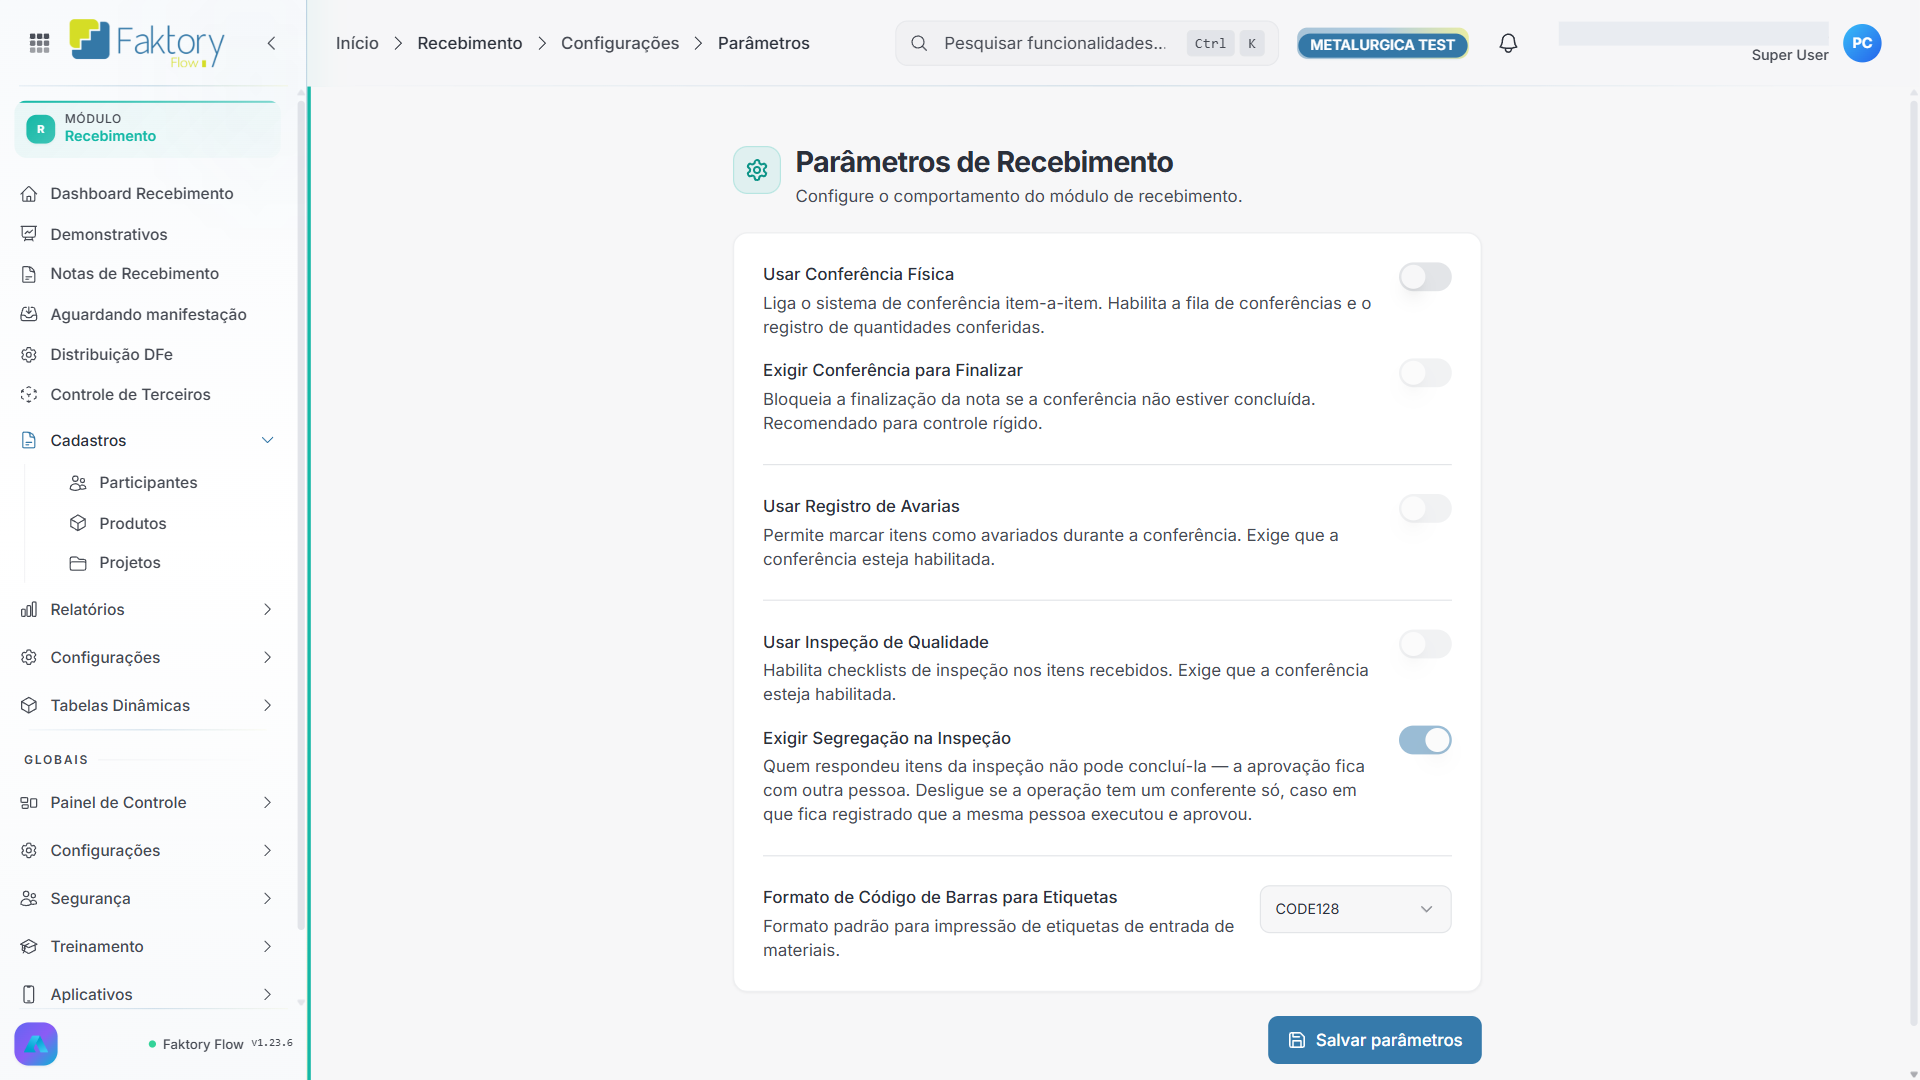 Faktory
Flow
Início
Recebimento
Configurações
Parâmetros
Pesquisar funcionalidades...
Ctrl
K
METALURGICA TEST
Super User
PC
R
MÓDULO
Recebimento
Dashboard Recebimento
Demonstrativos
Notas de Recebimento
Aguardando manifestação
Distribuição DFe
Controle de Terceiros
Cadastros
Participantes
Produtos
Projetos
Relatórios
Configurações
Tabelas Dinâmicas
GLOBAIS
Painel de Controle
Configurações
Segurança
Treinamento
Aplicativos
Faktory Flow v1.23.6
Parâmetros de Recebimento
Configure o comportamento do módulo de recebimento.
Usar Conferência Física
Liga o sistema de conferência item-a-item. Habilita a fila de conferências e o
registro de quantidades conferidas.
Exigir Conferência para Finalizar
Bloqueia a finalização da nota se a conferência não estiver concluída.
Recomendado para controle rígido.
Usar Registro de Avarias
Permite marcar itens como avariados durante a conferência. Exige que a
conferência esteja habilitada.
Usar Inspeção de Qualidade
Habilita checklists de inspeção nos itens recebidos. Exige que a conferência
esteja habilitada.
Exigir Segregação na Inspeção
Quem respondeu itens da inspeção não pode concluí-la — a aprovação fica
com outra pessoa. Desligue se a operação tem um conferente só, caso em
que fica registrado que a mesma pessoa executou e aprovou.
Formato de Código de Barras para Etiquetas
Formato padrão para impressão de etiquetas de entrada de
materiais.
CODE128
Salvar parâmetros